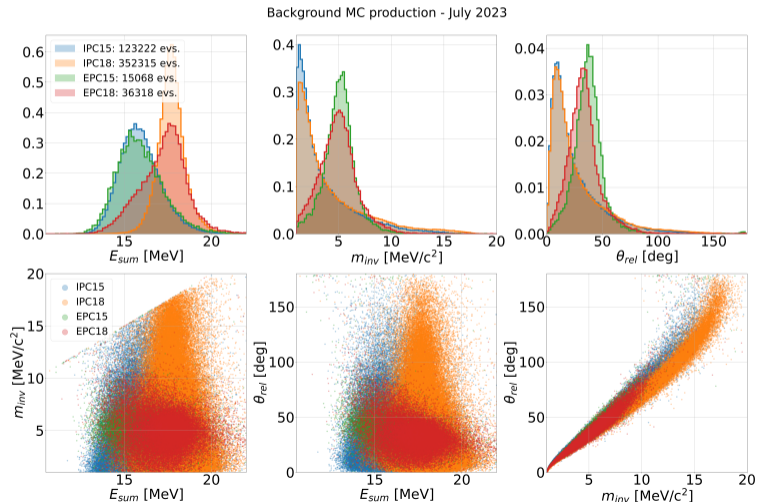 Background MC production - July 2023
IPC15: 123222 evs.
IPC18: 352315 evs.
EPC15: 15068 evs.
EPC18: 36318 evs.
0.6
0.5
0.4
0.3
0.2
0.1
0.0
15
20
E_sum [MeV]
0.4
0.3
0.2
0.1
0.0
5
10
15
20
m_inv [MeV/c²]
0.04
0.03
0.02
0.01
0.00
0
50
100
150
θ_rel [deg]
IPC15
IPC18
EPC15
EPC18
20
15
10
5
m_inv [MeV/c²]
15
20
E_sum [MeV]
150
100
50
0
θ_rel [deg]
15
20
E_sum [MeV]
150
100
50
0
θ_rel [deg]
5
10
15
20
m_inv [MeV/c²]